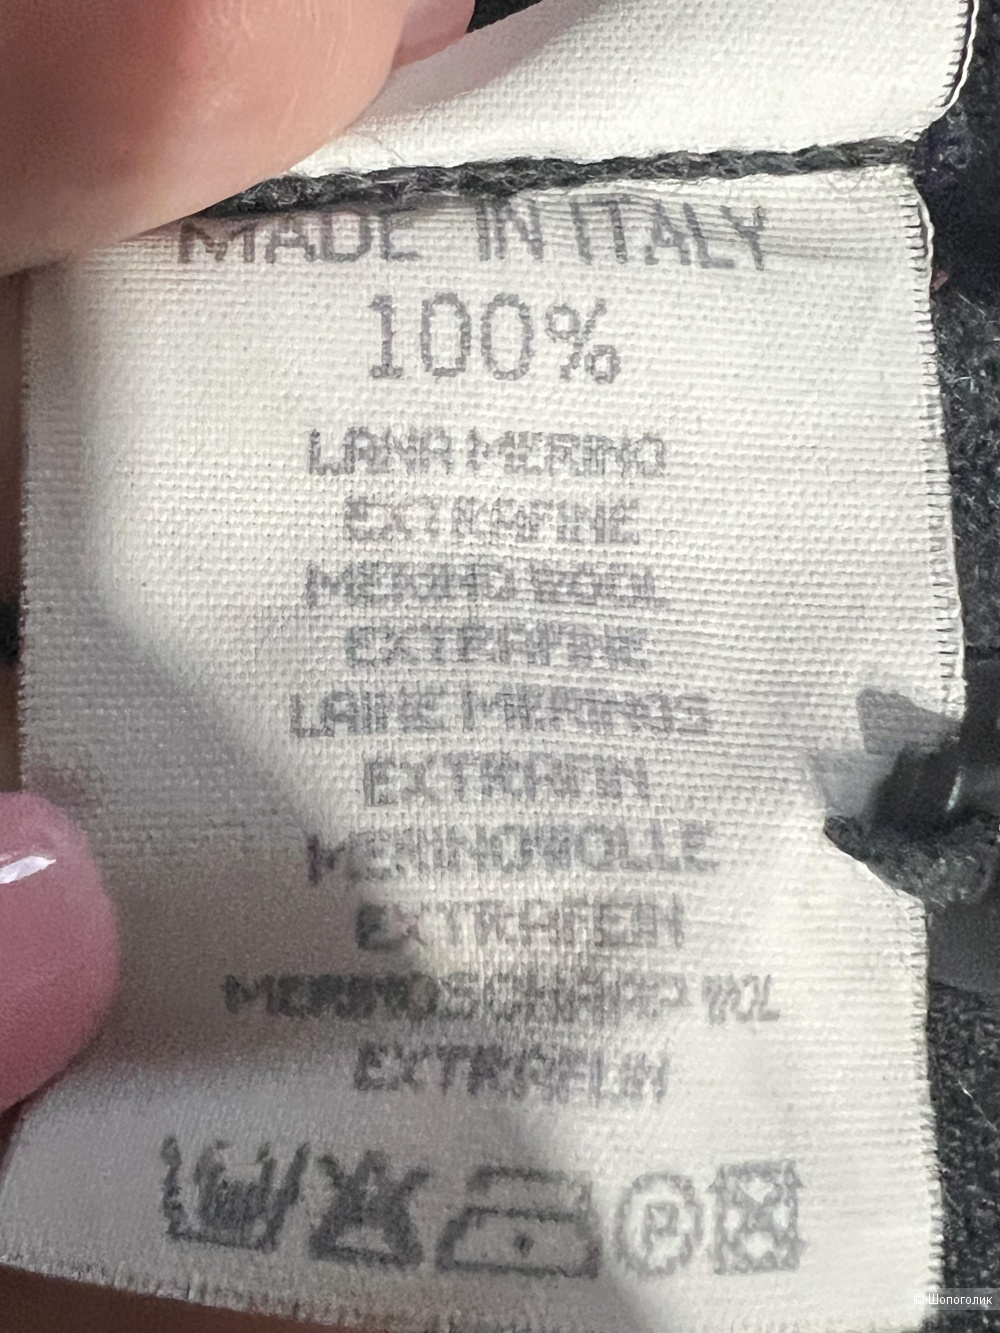 MADE IN ITALY
100%
LANA MERINO
EXTRAFINE
MERINO WOOL
EXTRAFINE
LAINE MERINOS
EXTRAFIN
MERINOWOLLE
EXTRAFEIN
EXTRAFIJN
P
© Шопоголик